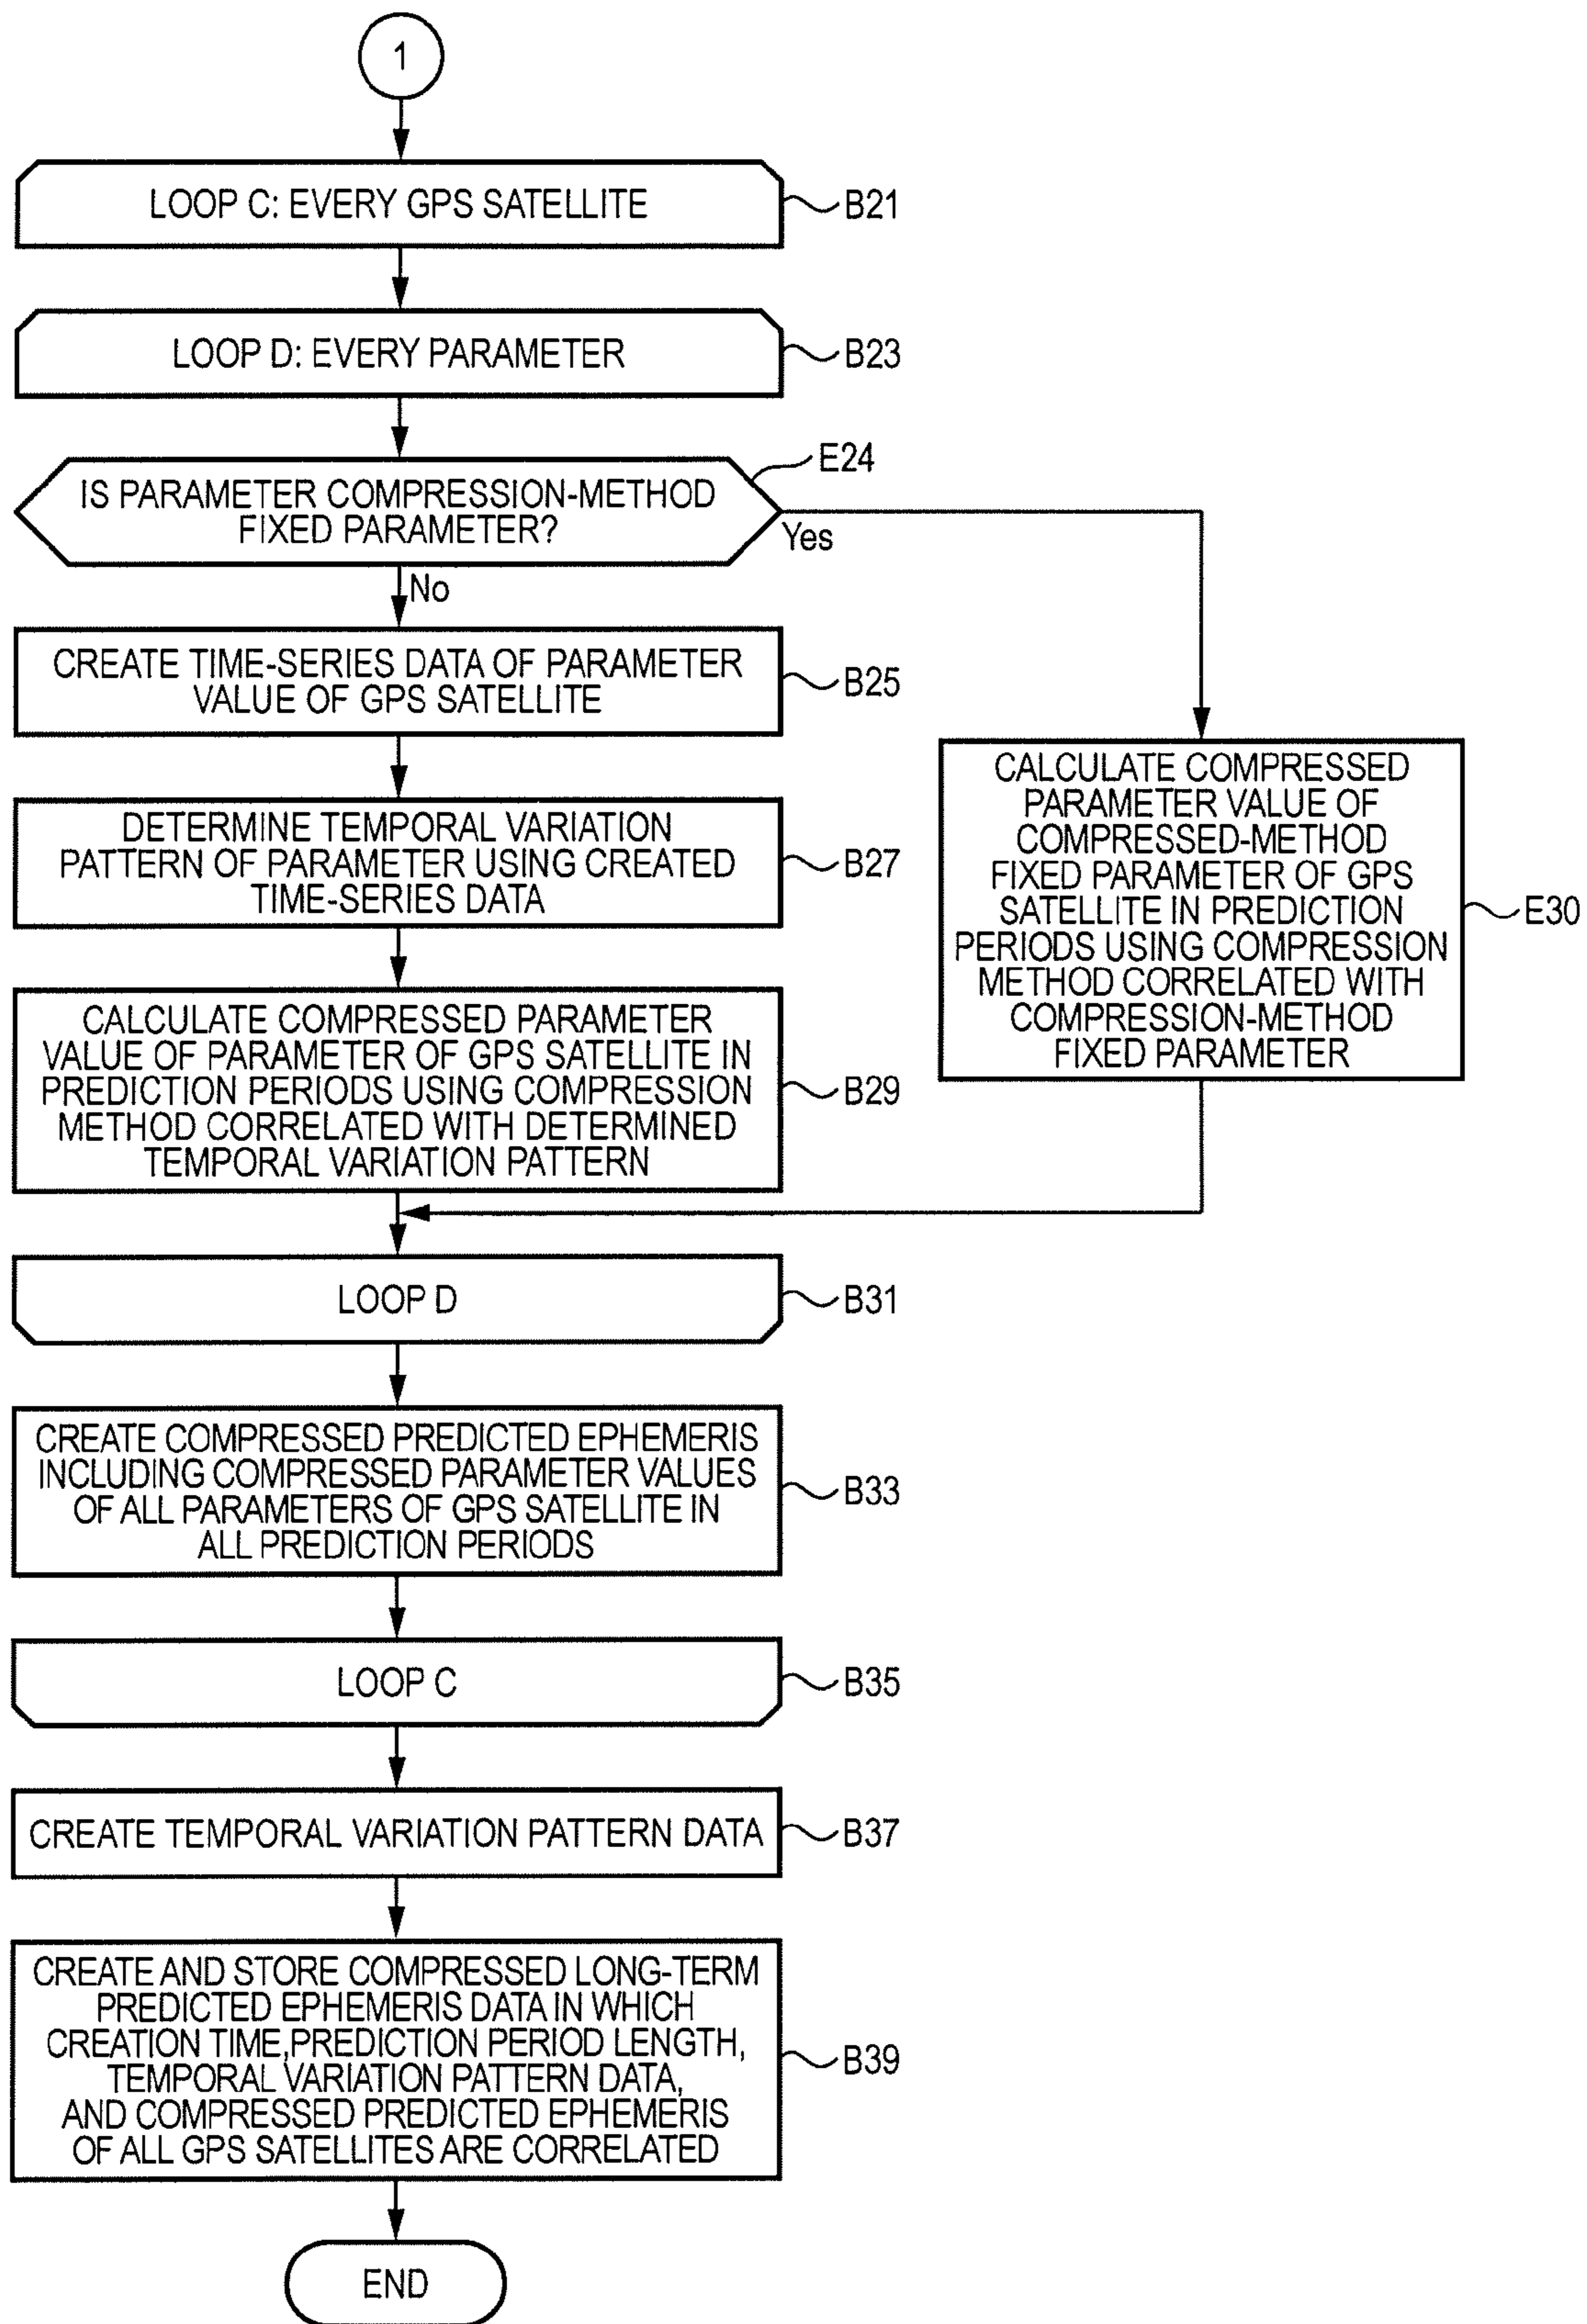 1
LOOP C: EVERY GPS SATELLITE
B21
LOOP D: EVERY PARAMETER
B23
E24
IS PARAMETER COMPRESSION-METHOD
FIXED PARAMETER?
Yes
No
CREATE TIME-SERIES DATA OF PARAMETER
VALUE OF GPS SATELLITE
B25
DETERMINE TEMPORAL VARIATION
PATTERN OF PARAMETER USING CREATED
TIME-SERIES DATA
B27
CALCULATE COMPRESSED PARAMETER
VALUE OF PARAMETER OF GPS SATELLITE IN
PREDICTION PERIODS USING COMPRESSION
METHOD CORRELATED WITH DETERMINED
TEMPORAL VARIATION PATTERN
B29
CALCULATE COMPRESSED
PARAMETER VALUE OF
COMPRESSED-METHOD
FIXED PARAMETER OF GPS
SATELLITE IN PREDICTION
PERIODS USING COMPRESSION
METHOD CORRELATED WITH
COMPRESSION-METHOD
FIXED PARAMETER
E30
LOOP D
B31
CREATE COMPRESSED PREDICTED EPHEMERIS
INCLUDING COMPRESSED PARAMETER VALUES
OF ALL PARAMETERS OF GPS SATELLITE IN
ALL PREDICTION PERIODS
B33
LOOP C
B35
CREATE TEMPORAL VARIATION PATTERN DATA
B37
CREATE AND STORE COMPRESSED LONG-TERM
PREDICTED EPHEMERIS DATA IN WHICH
CREATION TIME,PREDICTION PERIOD LENGTH,
TEMPORAL VARIATION PATTERN DATA,
AND COMPRESSED PREDICTED EPHEMERIS
OF ALL GPS SATELLITES ARE CORRELATED
B39
END